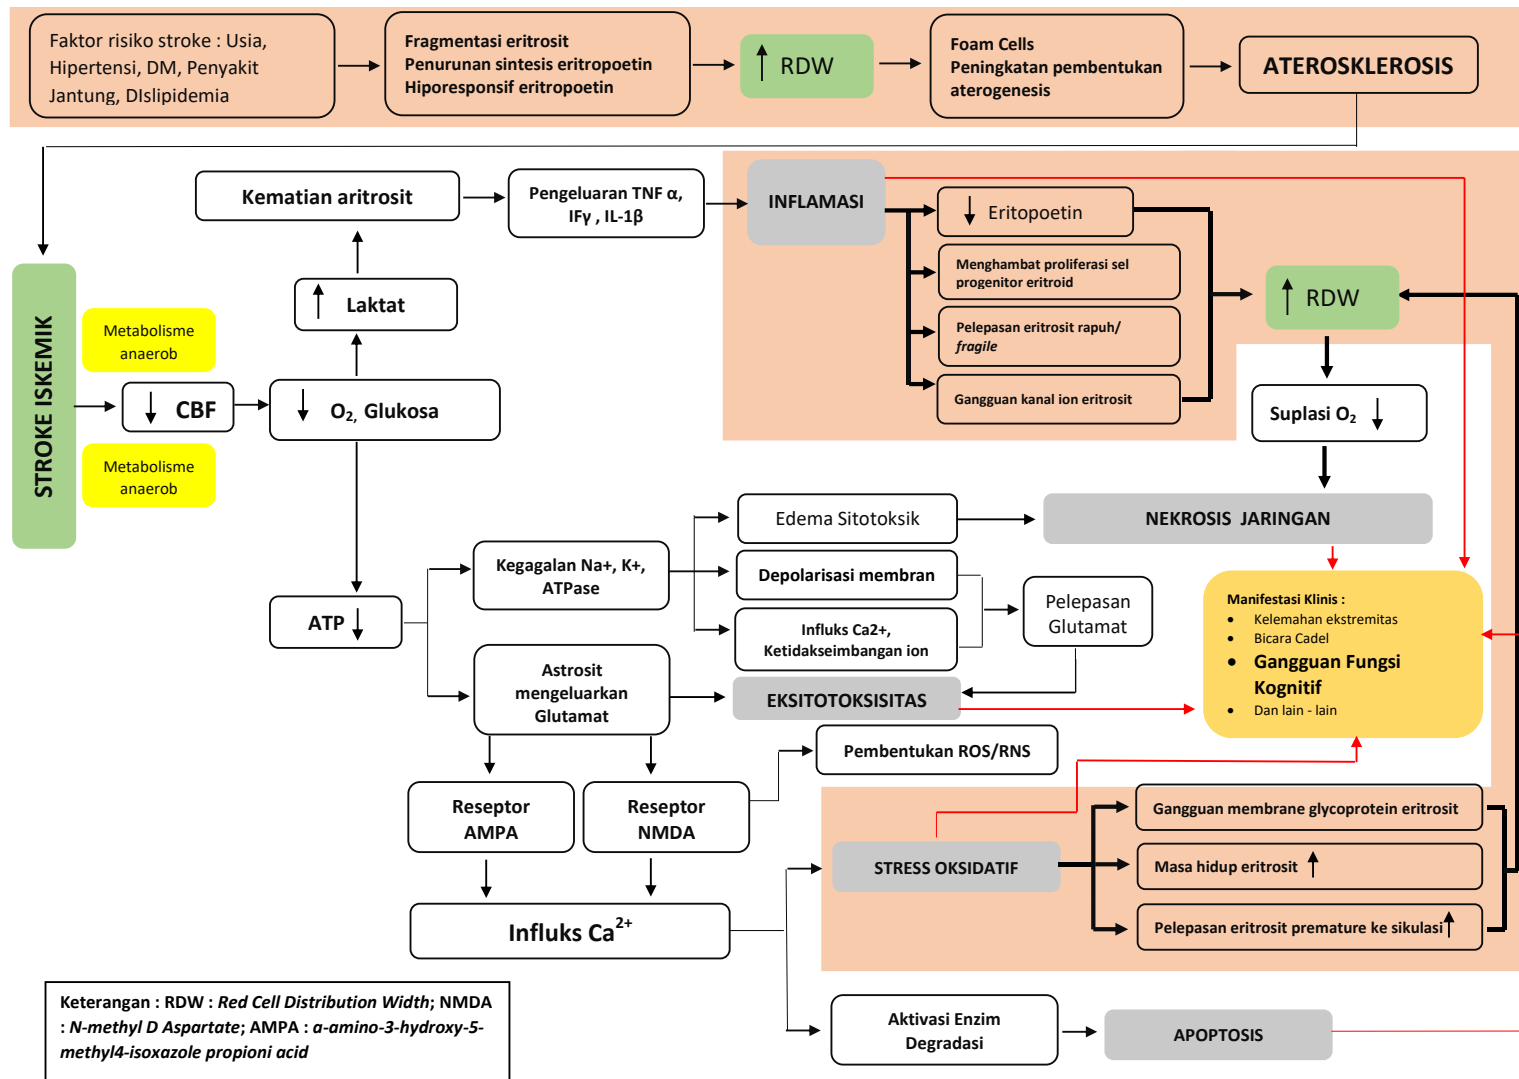 Faktor risiko stroke : Usia,
Hipertensi, DM, Penyakit
Jantung, DIslipidemia
Fragmentasi eritrosit
Penurunan sintesis eritropoetin
Hiporesponsif eritropoetin
RDW
Foam Cells
Peningkatan pembentukan
aterogenesis
ATEROSKLEROSIS
Kematian aritrosit
Pengeluaran TNF α,
IFγ , IL-1β
INFLAMASI
Eritopoetin
Menghambat proliferasi sel
progenitor eritroid
Pelepasan eritrosit rapuh/
fragile
Gangguan kanal ion eritrosit
RDW
Laktat
STROKE ISKEMIK
Metabolisme
anaerob
CBF
O₂, Glukosa
Metabolisme
anaerob
Suplasi O₂
Edema Sitotoksik
NEKROSIS JARINGAN
Kegagalan Na+, K+,
ATPase
Depolarisasi membran
Influks Ca2+,
Ketidakseimbangan ion
Pelepasan
Glutamat
ATP
Manifestasi Klinis :
• Kelemahan ekstremitas
• Bicara Cadel
• Gangguan Fungsi
Kognitif
• Dan lain - lain
Astrosit
mengeluarkan
Glutamat
EKSITOTOKSISITAS
Pembentukan ROS/RNS
Reseptor
AMPA
Reseptor
NMDA
STRESS OKSIDATIF
Gangguan membrane glycoprotein eritrosit
Masa hidup eritrosit
Pelepasan eritrosit premature ke sikulasi
Influks Ca²⁺
Aktivasi Enzim
Degradasi
APOPTOSIS
Keterangan : RDW : Red Cell Distribution Width; NMDA
: N-methyl D Aspartate; AMPA : a-amino-3-hydroxy-5-
methyl4-isoxazole propioni acid